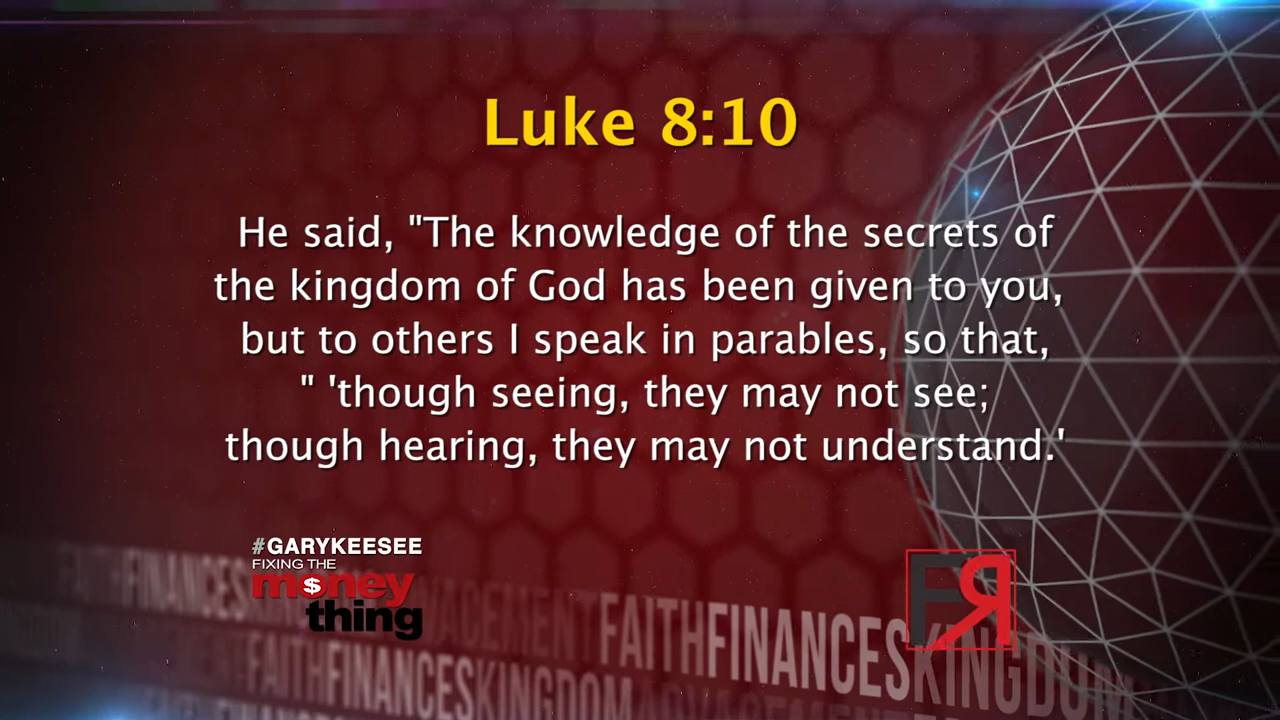 Luke 8:10
He said, "The knowledge of the secrets of
the kingdom of God has been given to you,
but to others I speak in parables, so that,
" 'though seeing, they may not see;
though hearing, they may not understand.'
#GARYKEESEE
FIXING THE
money
thing
FAITHFINANCESKINGDOM
FAITHFINANCESKINGDOM